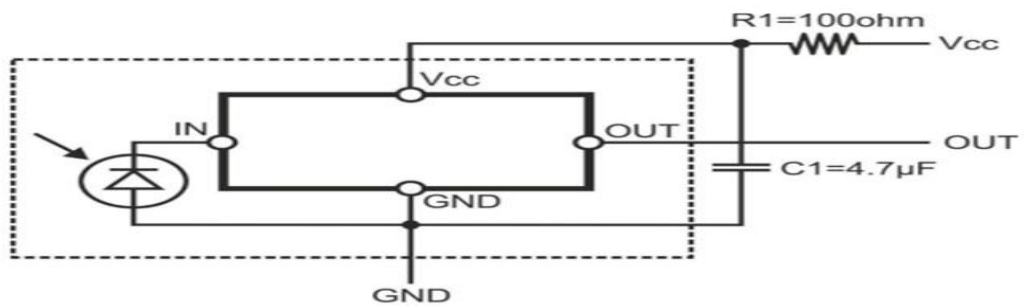 R1=100ohm
Vcc
Vcc
IN
OUT
OUT
C1=4.7µF
GND
GND